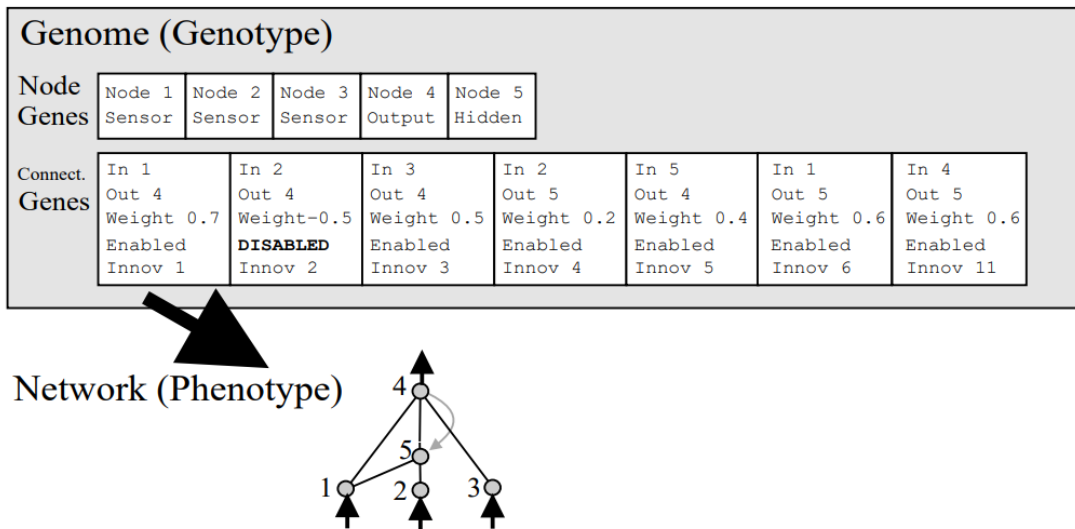 Genome (Genotype)
Node Genes
Node 1 Node 2 Node 3 Node 4 Node 5
Sensor Sensor Sensor Output Hidden
Connect. Genes
In 1 In 2 In 3 In 2 In 5 In 1 In 4
Out 4 Out 4 Out 4 Out 5 Out 4 Out 5 Out 5
Weight 0.7 Weight-0.5 Weight 0.5 Weight 0.2 Weight 0.4 Weight 0.6 Weight 0.6
Enabled DISABLED Enabled Enabled Enabled Enabled Enabled
Innov 1 Innov 2 Innov 3 Innov 4 Innov 5 Innov 6 Innov 11
Network (Phenotype)
4
5
1 2 3